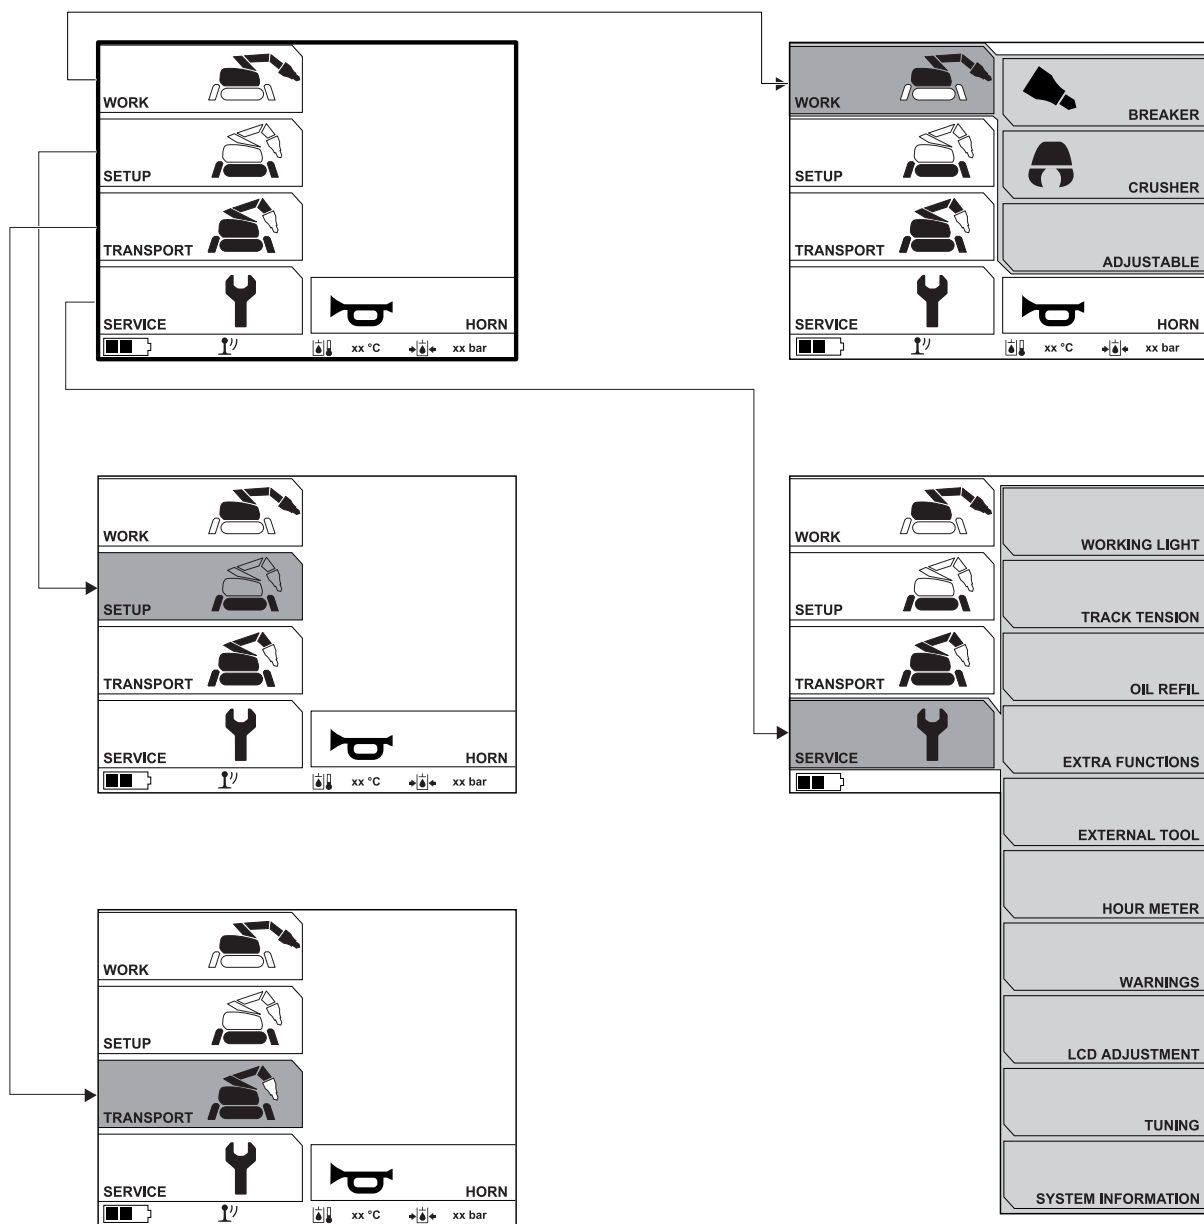 WORK
SETUP
TRANSPORT
SERVICE
HORN
xx °C
xx bar
WORK
BREAKER
SETUP
CRUSHER
TRANSPORT
ADJUSTABLE
SERVICE
HORN
xx °C
xx bar
WORK
SETUP
TRANSPORT
SERVICE
HORN
xx °C
xx bar
WORK
WORKING LIGHT
SETUP
TRACK TENSION
TRANSPORT
OIL REFIL
SERVICE
EXTRA FUNCTIONS
EXTERNAL TOOL
HOUR METER
WARNINGS
LCD ADJUSTMENT
TUNING
SYSTEM INFORMATION
WORK
SETUP
TRANSPORT
SERVICE
HORN
xx °C
xx bar